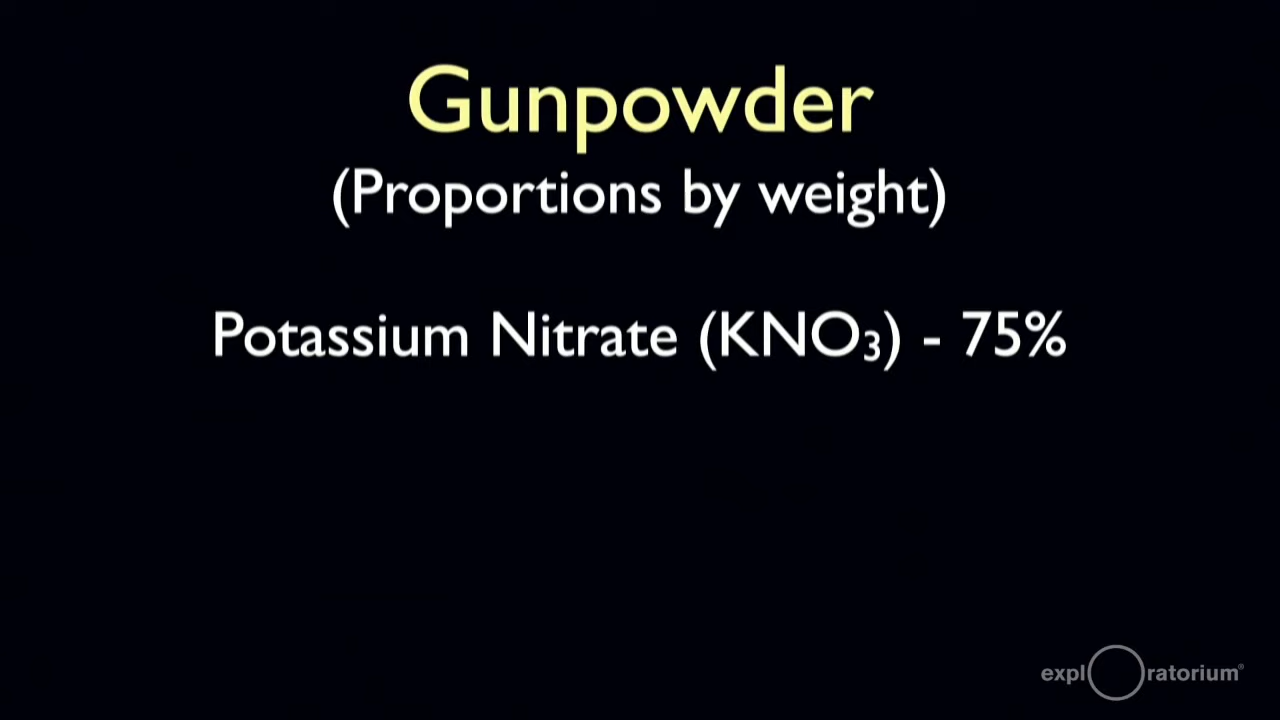 Gunpowder
(Proportions by weight)
Potassium Nitrate (KNO₃) - 75%
exploratorium®